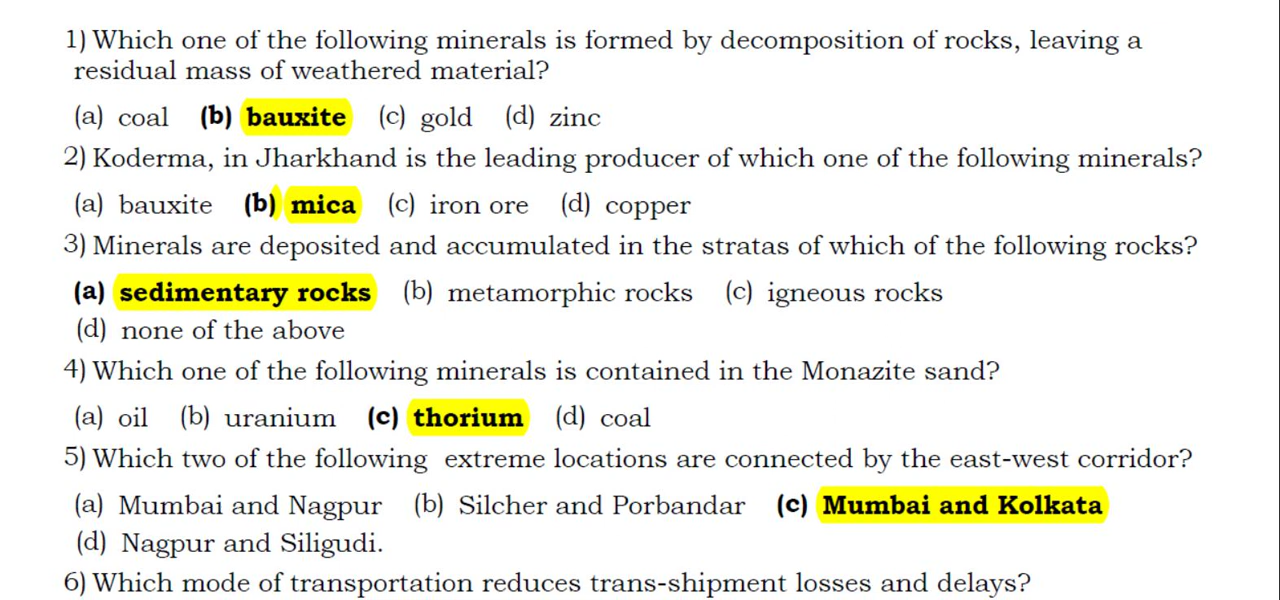 1) Which one of the following minerals is formed by decomposition of rocks, leaving a
residual mass of weathered material?
(a) coal (b) bauxite (c) gold (d) zinc
2) Koderma, in Jharkhand is the leading producer of which one of the following minerals?
(a) bauxite (b) mica (c) iron ore (d) copper
3) Minerals are deposited and accumulated in the stratas of which of the following rocks?
(a) sedimentary rocks (b) metamorphic rocks (c) igneous rocks
(d) none of the above
4) Which one of the following minerals is contained in the Monazite sand?
(a) oil (b) uranium (c) thorium (d) coal
5) Which two of the following extreme locations are connected by the east-west corridor?
(a) Mumbai and Nagpur (b) Silcher and Porbandar (c) Mumbai and Kolkata
(d) Nagpur and Siligudi.
6) Which mode of transportation reduces trans-shipment losses and delays?